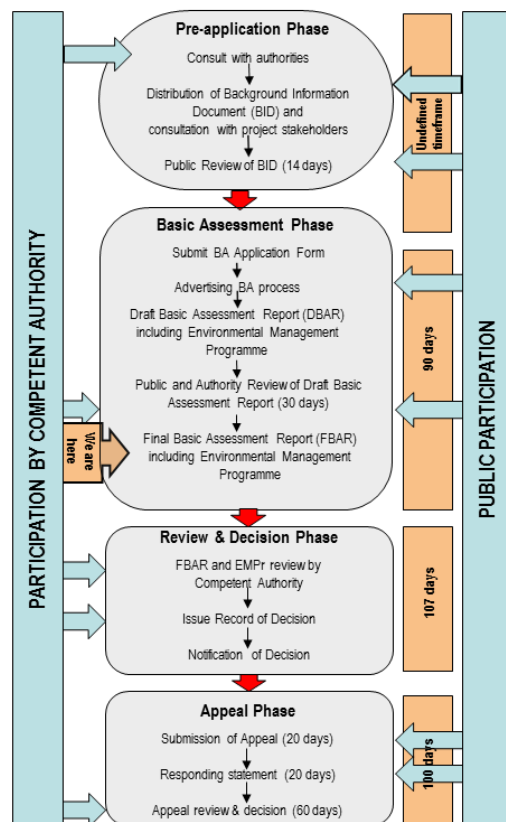 PARTICIPATION BY COMPETENT AUTHORITY
Pre-application Phase
Consult with authorities
Distribution of Background Information
Document (BID) and
consultation with project stakeholders
Public Review of BID (14 days)
Undefined
timeframe
PUBLIC PARTICIPATION
Basic Assessment Phase
Submit BA Application Form
Advertising BA process
Draft Basic Assessment Report (DBAR)
including Environmental Management
Programme
Public and Authority Review of Draft Basic
Assessment Report (30 days)
Final Basic Assessment Report (FBAR)
including Environmental Management
Programme
We are
here
90 days
Review & Decision Phase
FBAR and EMPr review by
Competent Authority
Issue Record of Decision
Notification of Decision
107 days
Appeal Phase
Submission of Appeal (20 days)
Responding statement (20 days)
Appeal review & decision (60 days)
100 days